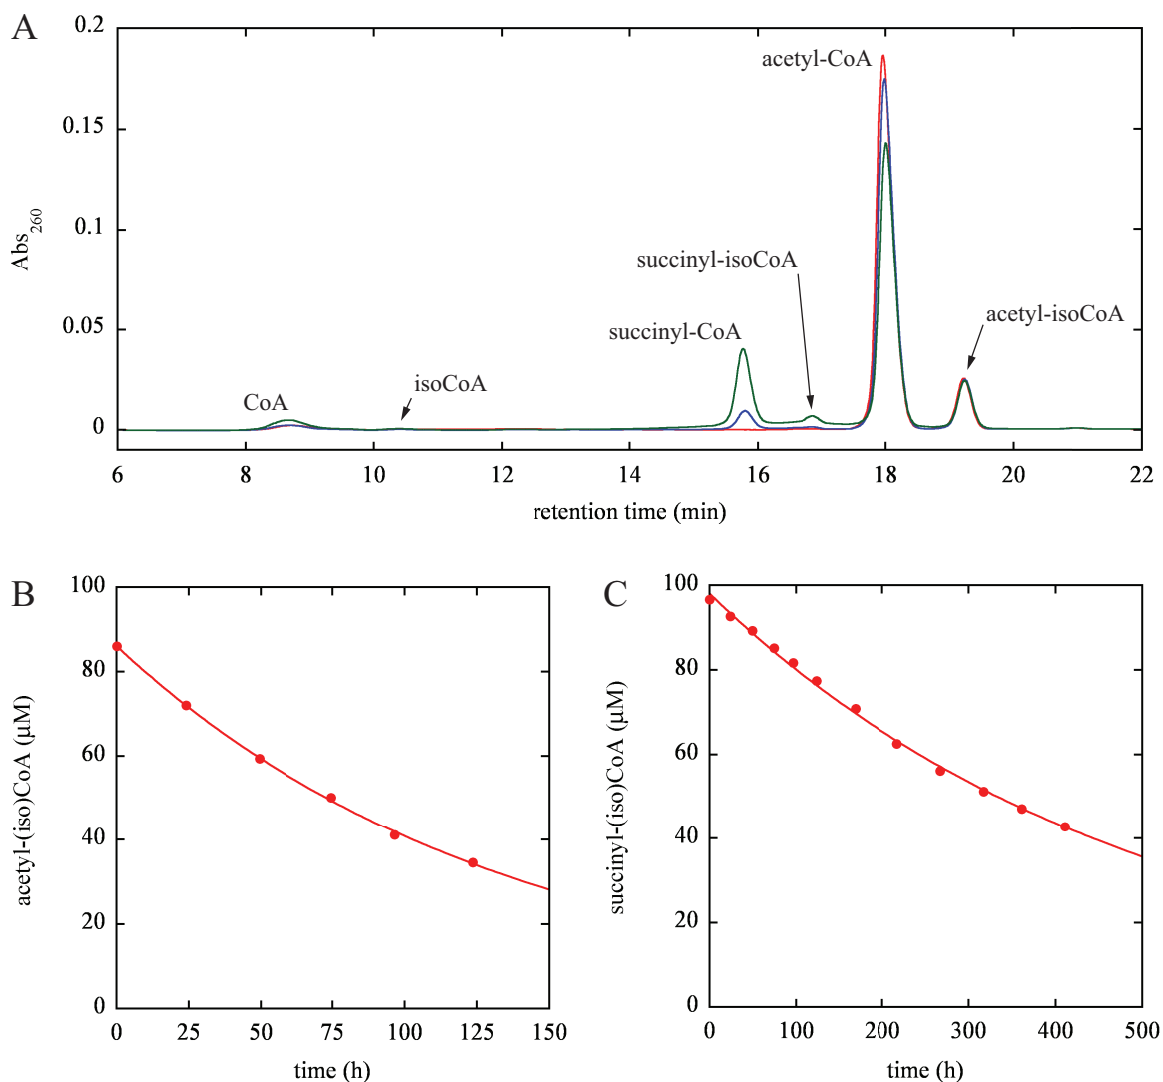 A
0.2
0.15
0.1
0.05
0
Abs260
acetyl-CoA
succinyl-isoCoA
acetyl-isoCoA
succinyl-CoA
isoCoA
CoA
6 8 10 12 14 16 18 20 22
retention time (min)
B
100
80
60
40
20
0
acetyl-(iso)CoA (µM)
0 25 50 75 100 125 150
time (h)
C
100
80
60
40
20
0
succinyl-(iso)CoA (µM)
0 100 200 300 400 500
time (h)